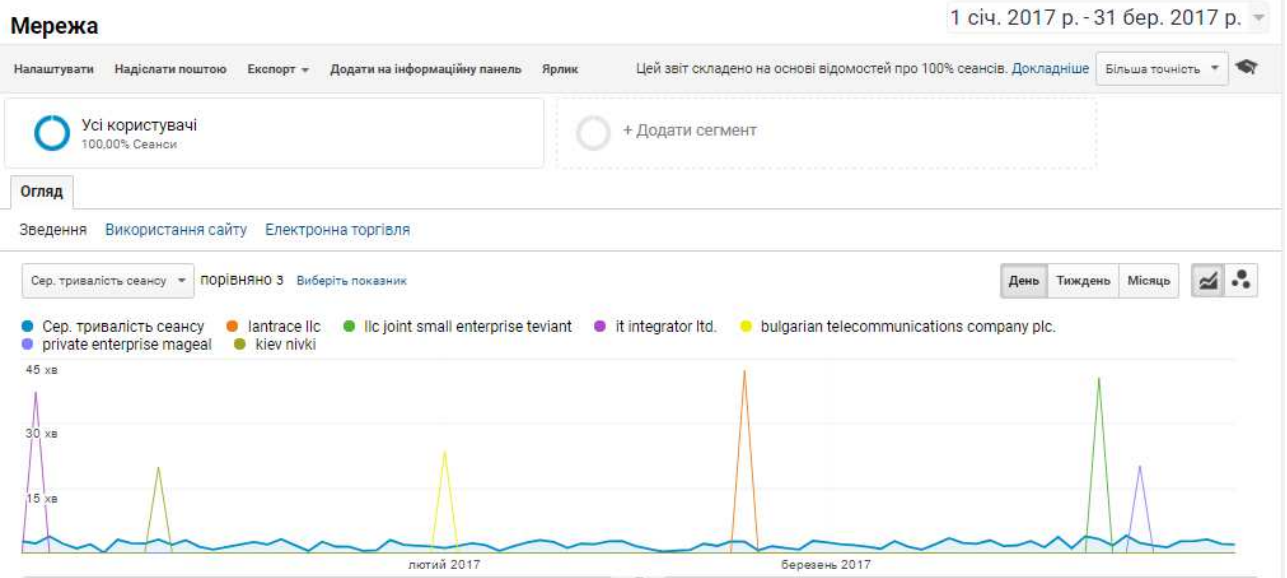 Мережа
1 січ. 2017 р. - 31 бер. 2017 р.
Налаштувати Надіслати поштою Експорт Додати на інформаційну панель Ярлик Цей звіт складено на основі відомостей про 100% сеансів. Докладніше Більша точність
Усі користувачі
100,00% Сеанси
+ Додати сегмент
Огляд
Зведення Використання сайту Електронна торгівля
Сер. тривалість сеансу порівняно з Виберіть показник День Тиждень Місяць
Сер. тривалість сеансу lantrace llc llc joint small enterprise teviant it integrator ltd. bulgarian telecommunications company plc.
private enterprise mageal kiev nivki
45 хв
30 хв
15 хв
лютий 2017 березень 2017